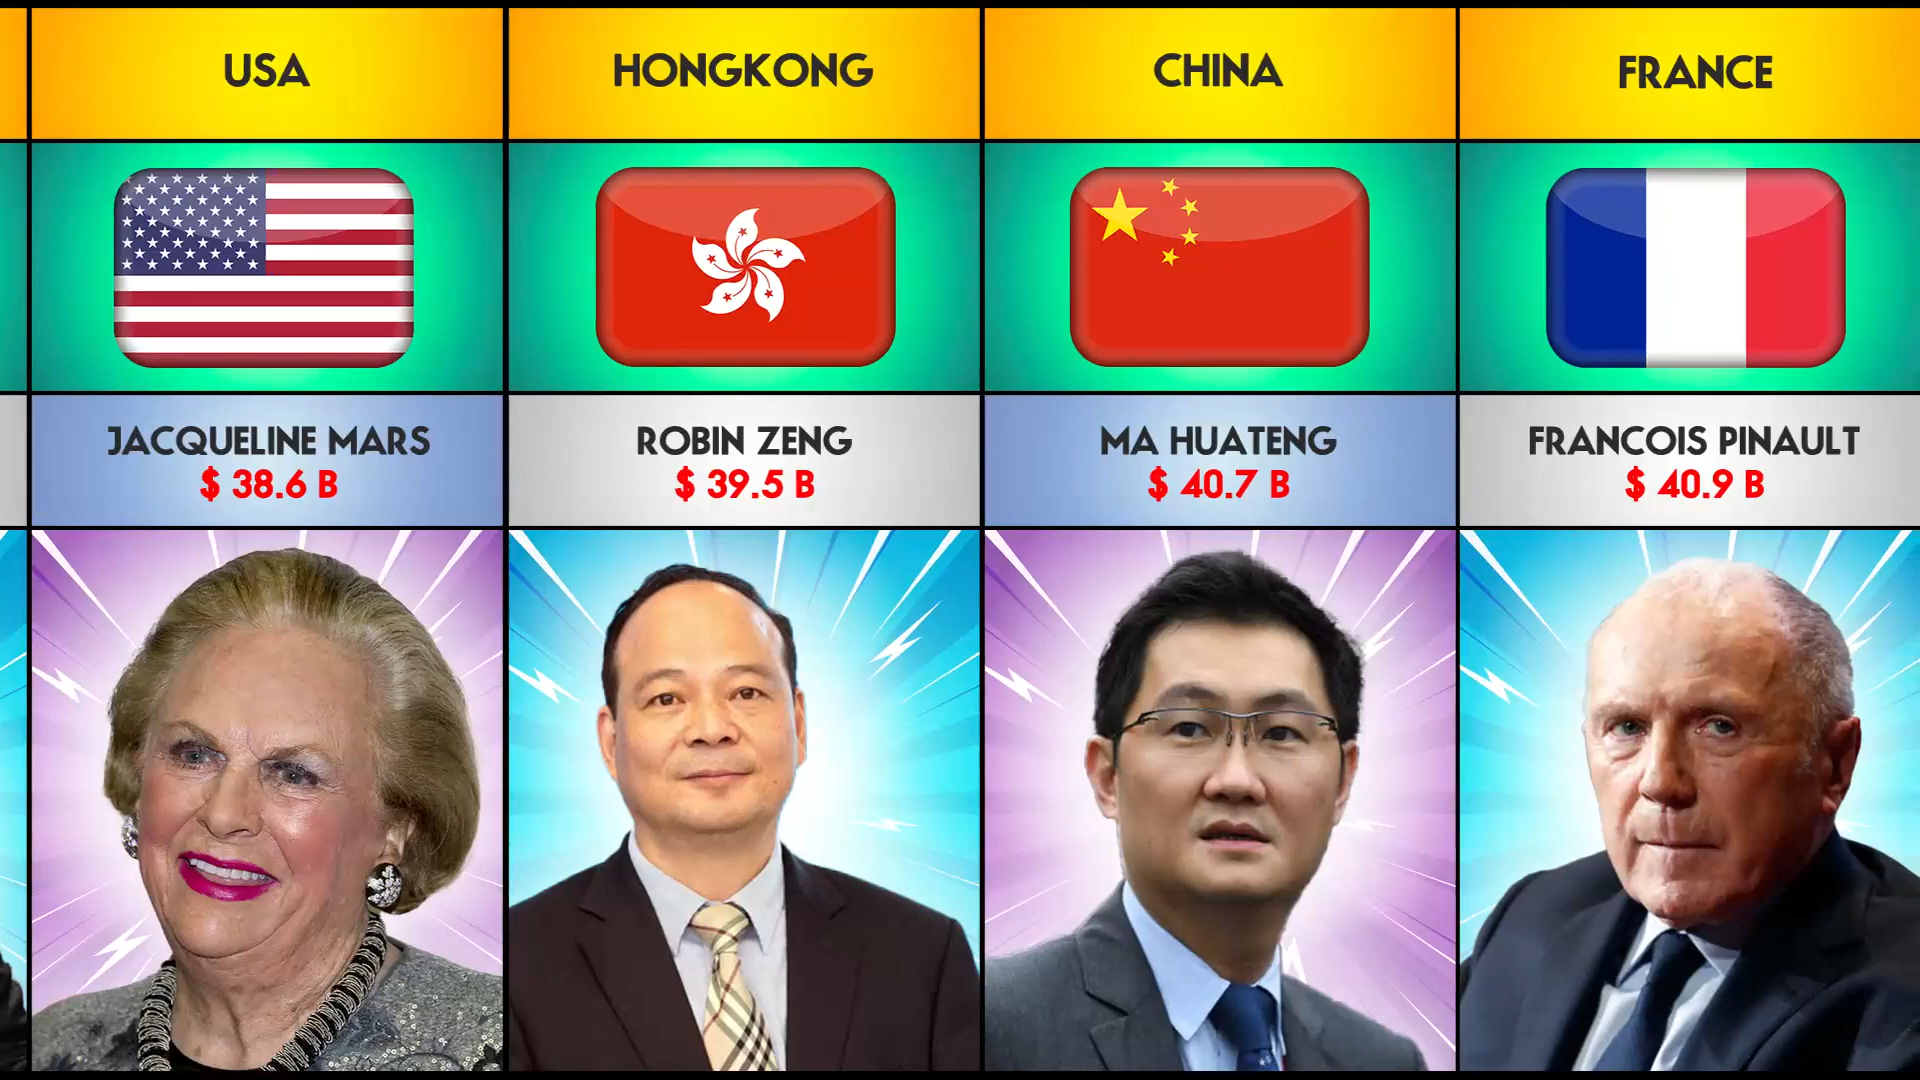 USA
HONGKONG
CHINA
FRANCE
JACQUELINE MARS
$ 38.6 B
ROBIN ZENG
$ 39.5 B
MA HUATENG
$ 40.7 B
FRANCOIS PINAULT
$ 40.9 B